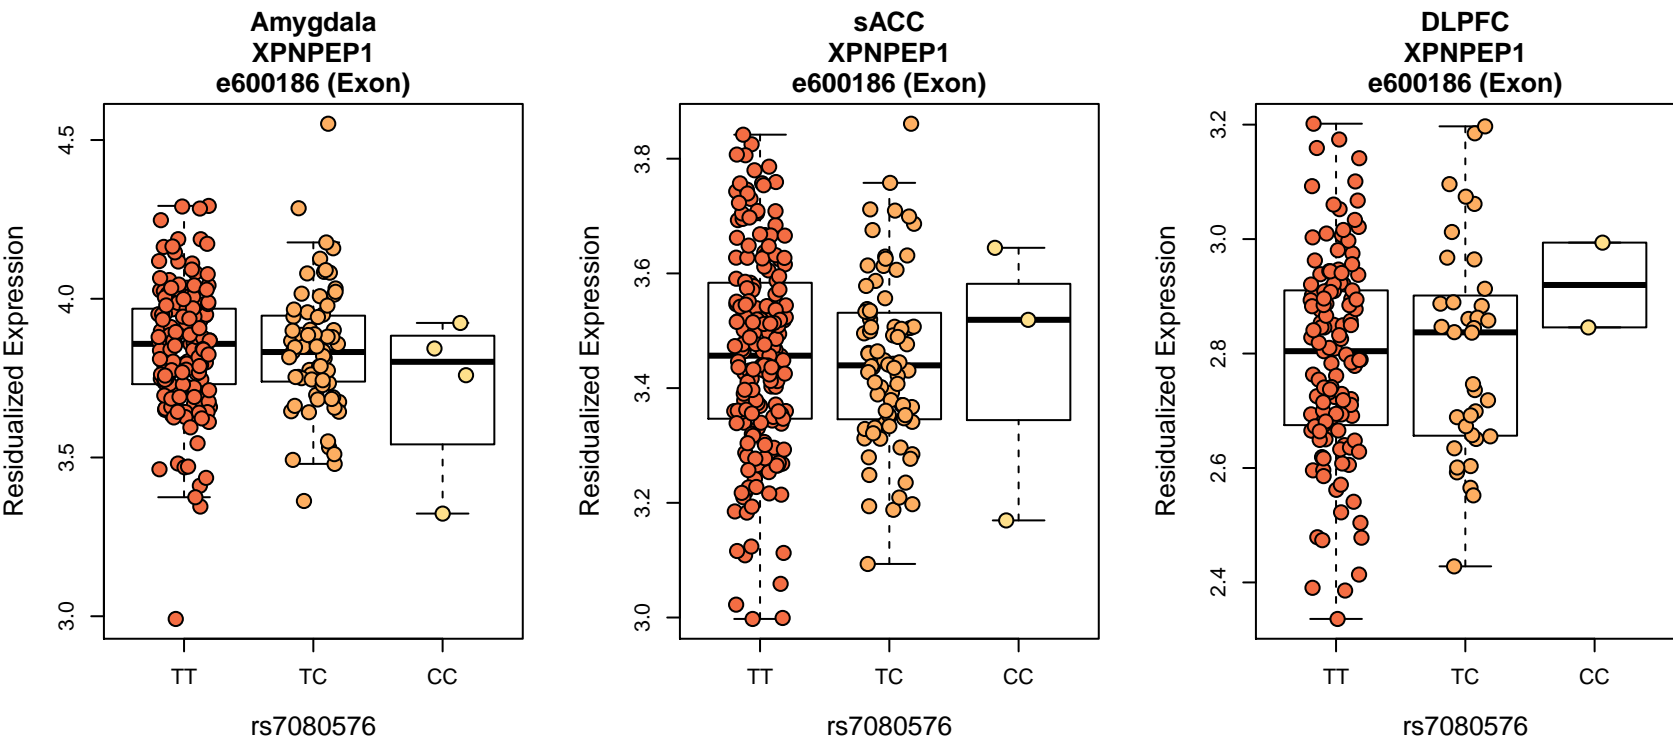 Amygdala
XPNPEP1
e600186 (Exon)
Residualized Expression
4.5
4.0
3.5
3.0
TT TC CC
rs7080576
sACC
XPNPEP1
e600186 (Exon)
Residualized Expression
3.8
3.6
3.4
3.2
3.0
TT TC CC
rs7080576
DLPFC
XPNPEP1
e600186 (Exon)
Residualized Expression
3.2
3.0
2.8
2.6
2.4
TT TC CC
rs7080576